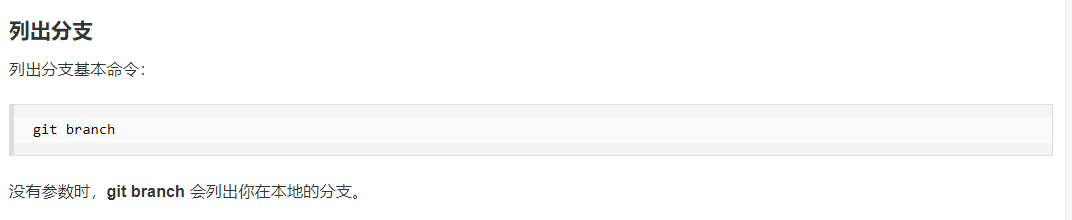 列出分支
列出分支基本命令：
git branch
没有参数时，git branch 会列出你在本地的分支。